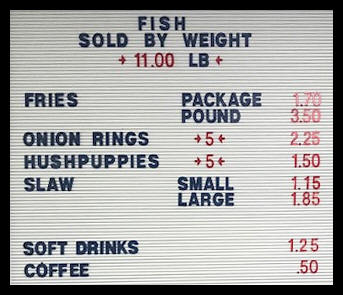 FISH
SOLD BY WEIGHT
→ 11.00 LB ←
FRIES PACKAGE 1.70
POUND 3.50
ONION RINGS → 5 ← 2.25
HUSHPUPPIES → 5 ← 1.50
SLAW SMALL 1.15
LARGE 1.85
SOFT DRINKS 1.25
COFFEE .50